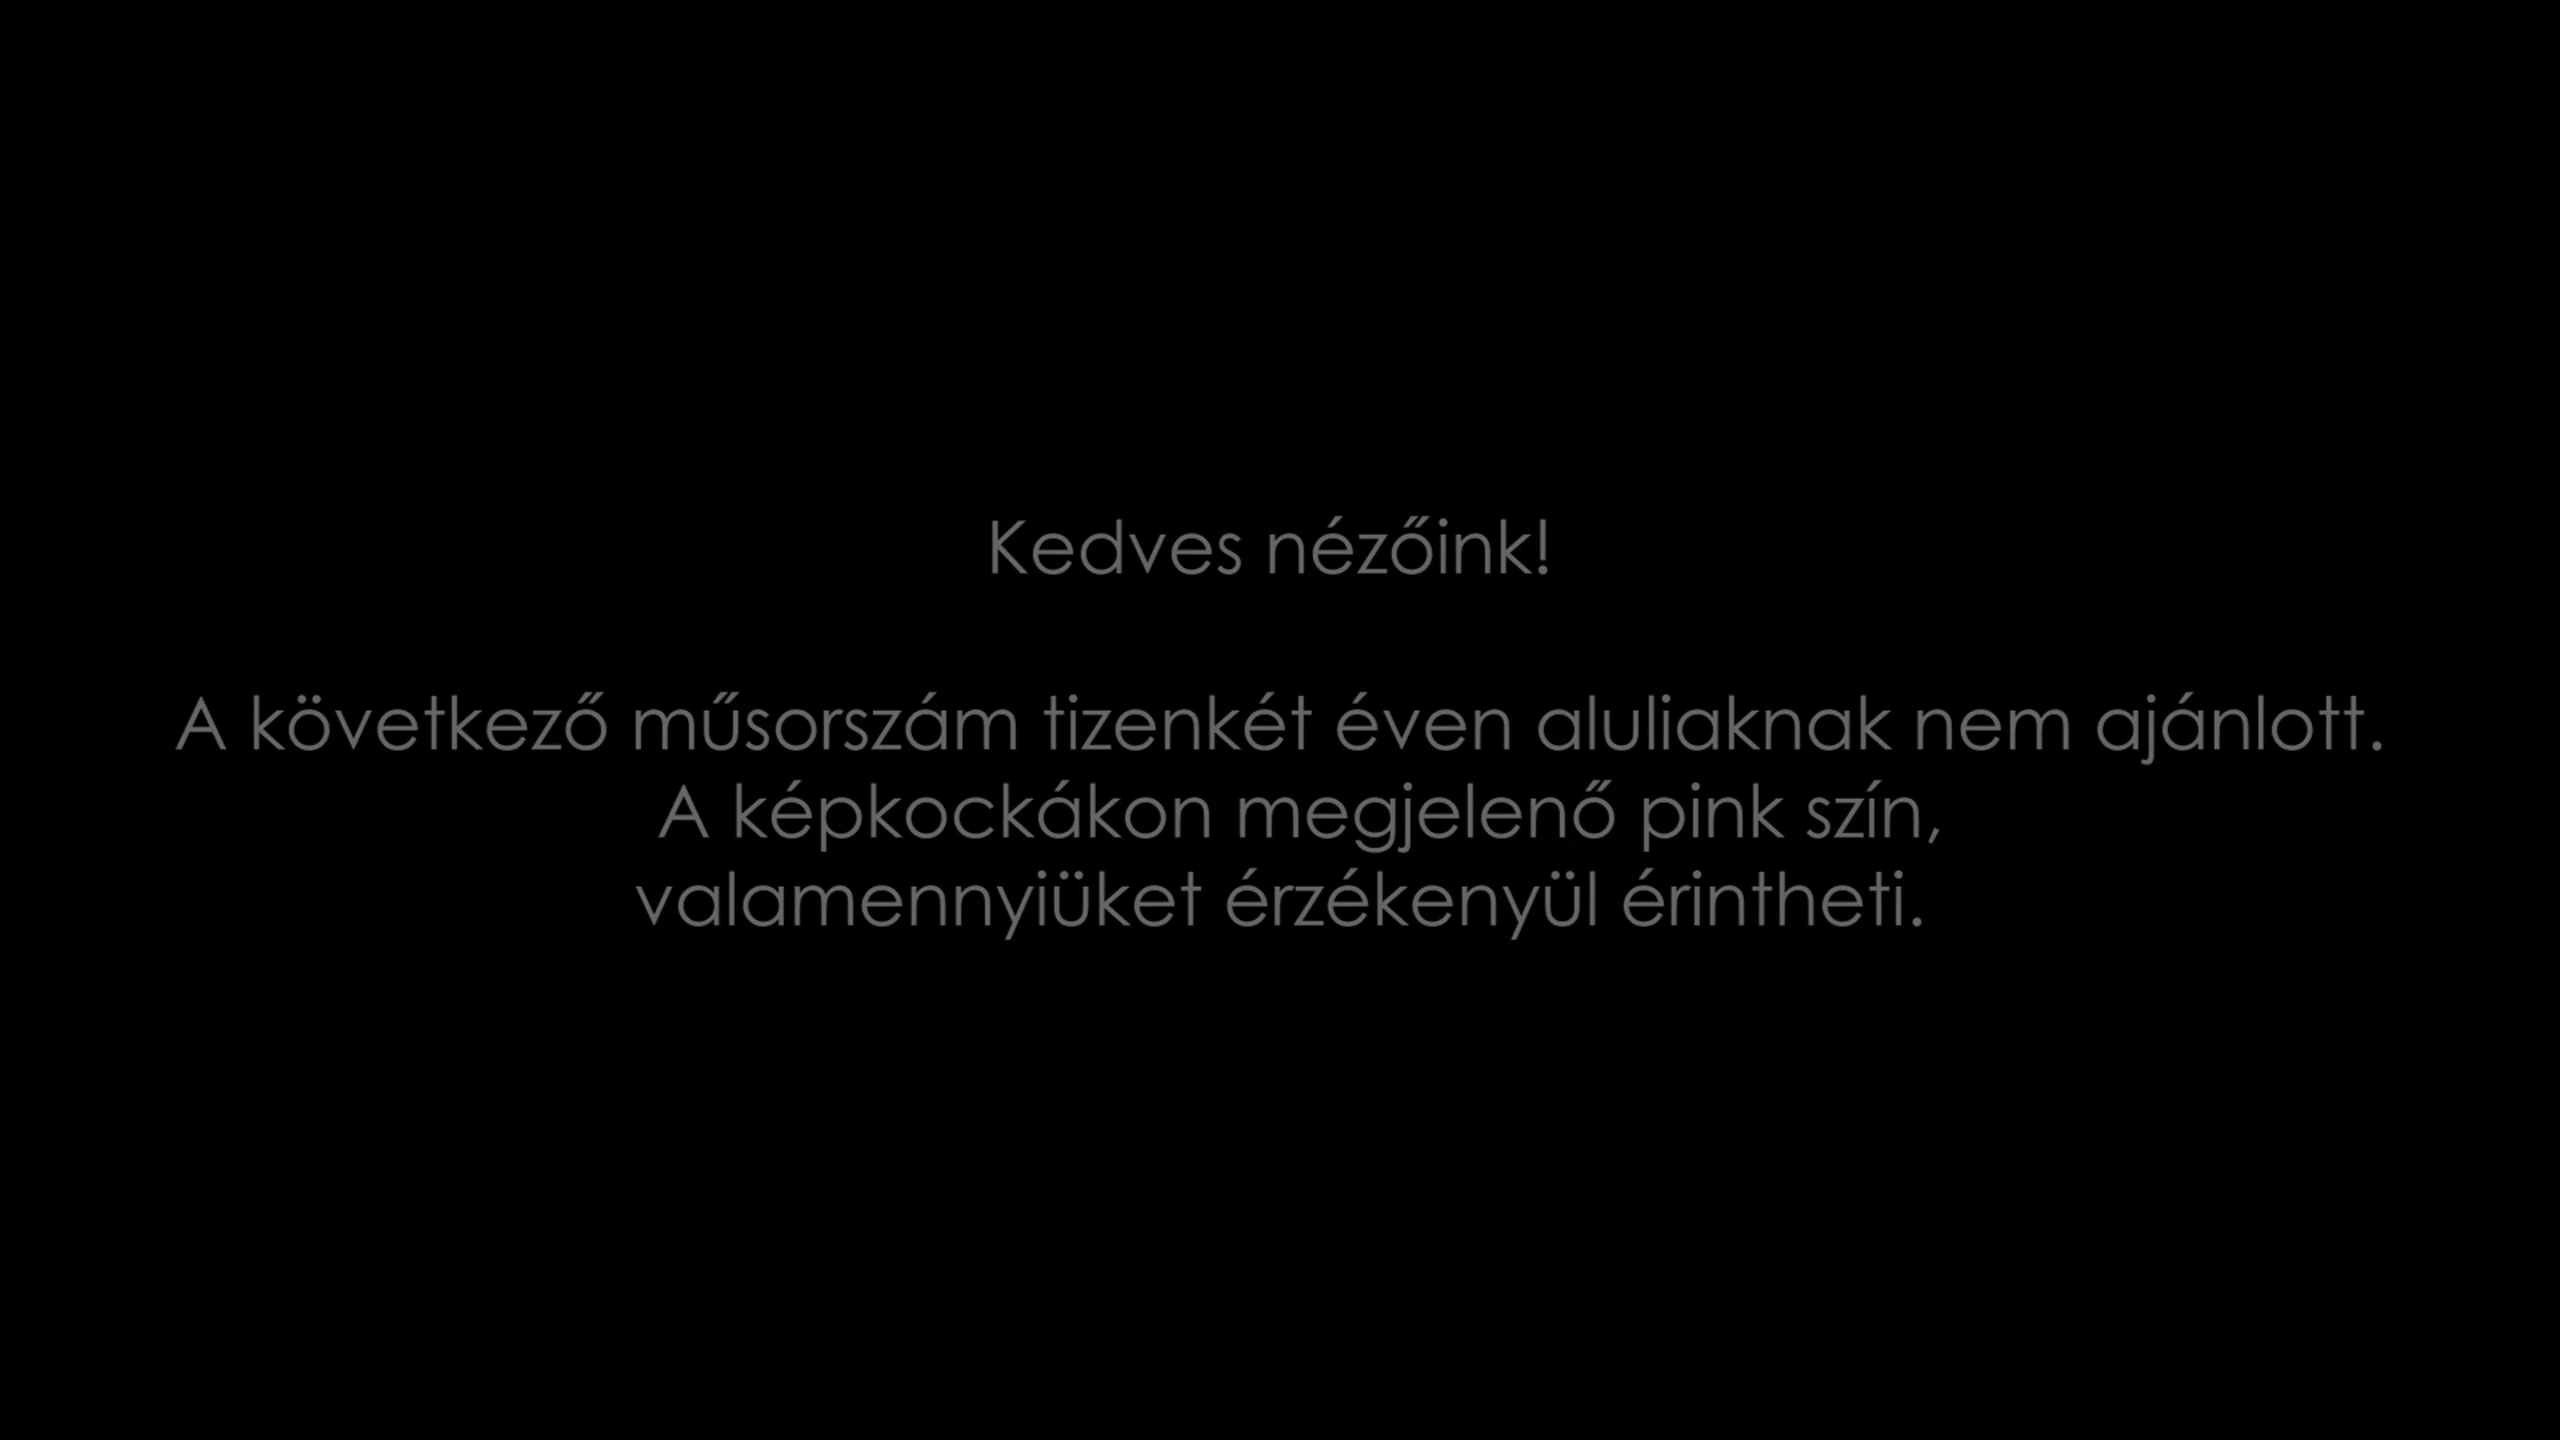 Kedves nézőink!
A következő műsorszám tizenkét éven aluliaknak nem ajánlott.
A képkockákon megjelenő pink szín,
valamennyiüket érzékenyül érintheti.